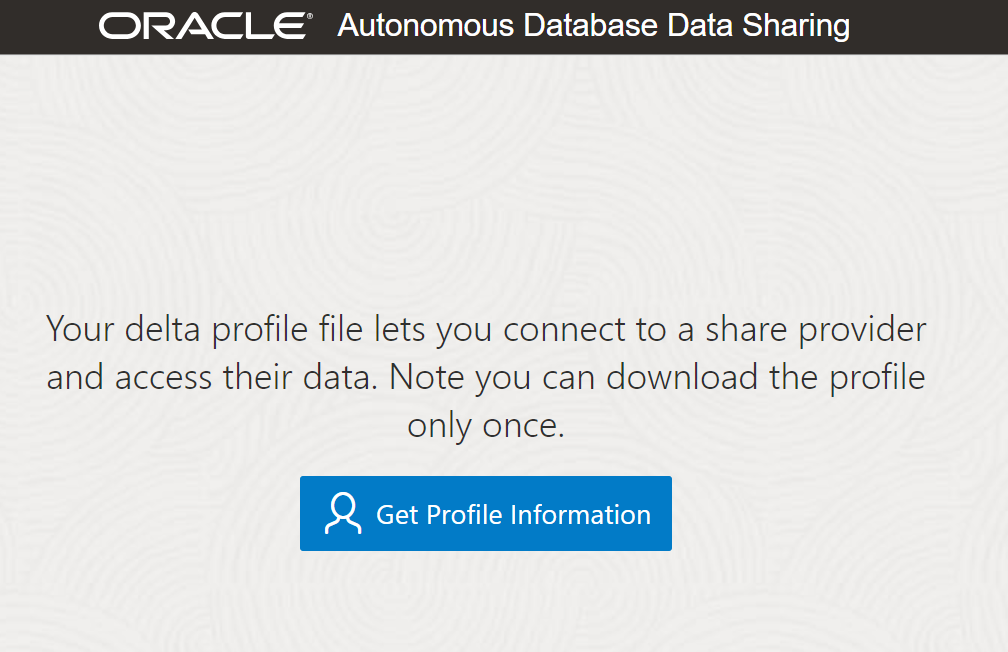 ORACLE® Autonomous Database Data Sharing
Your delta profile file lets you connect to a share provider
and access their data. Note you can download the profile
only once.
Get Profile Information